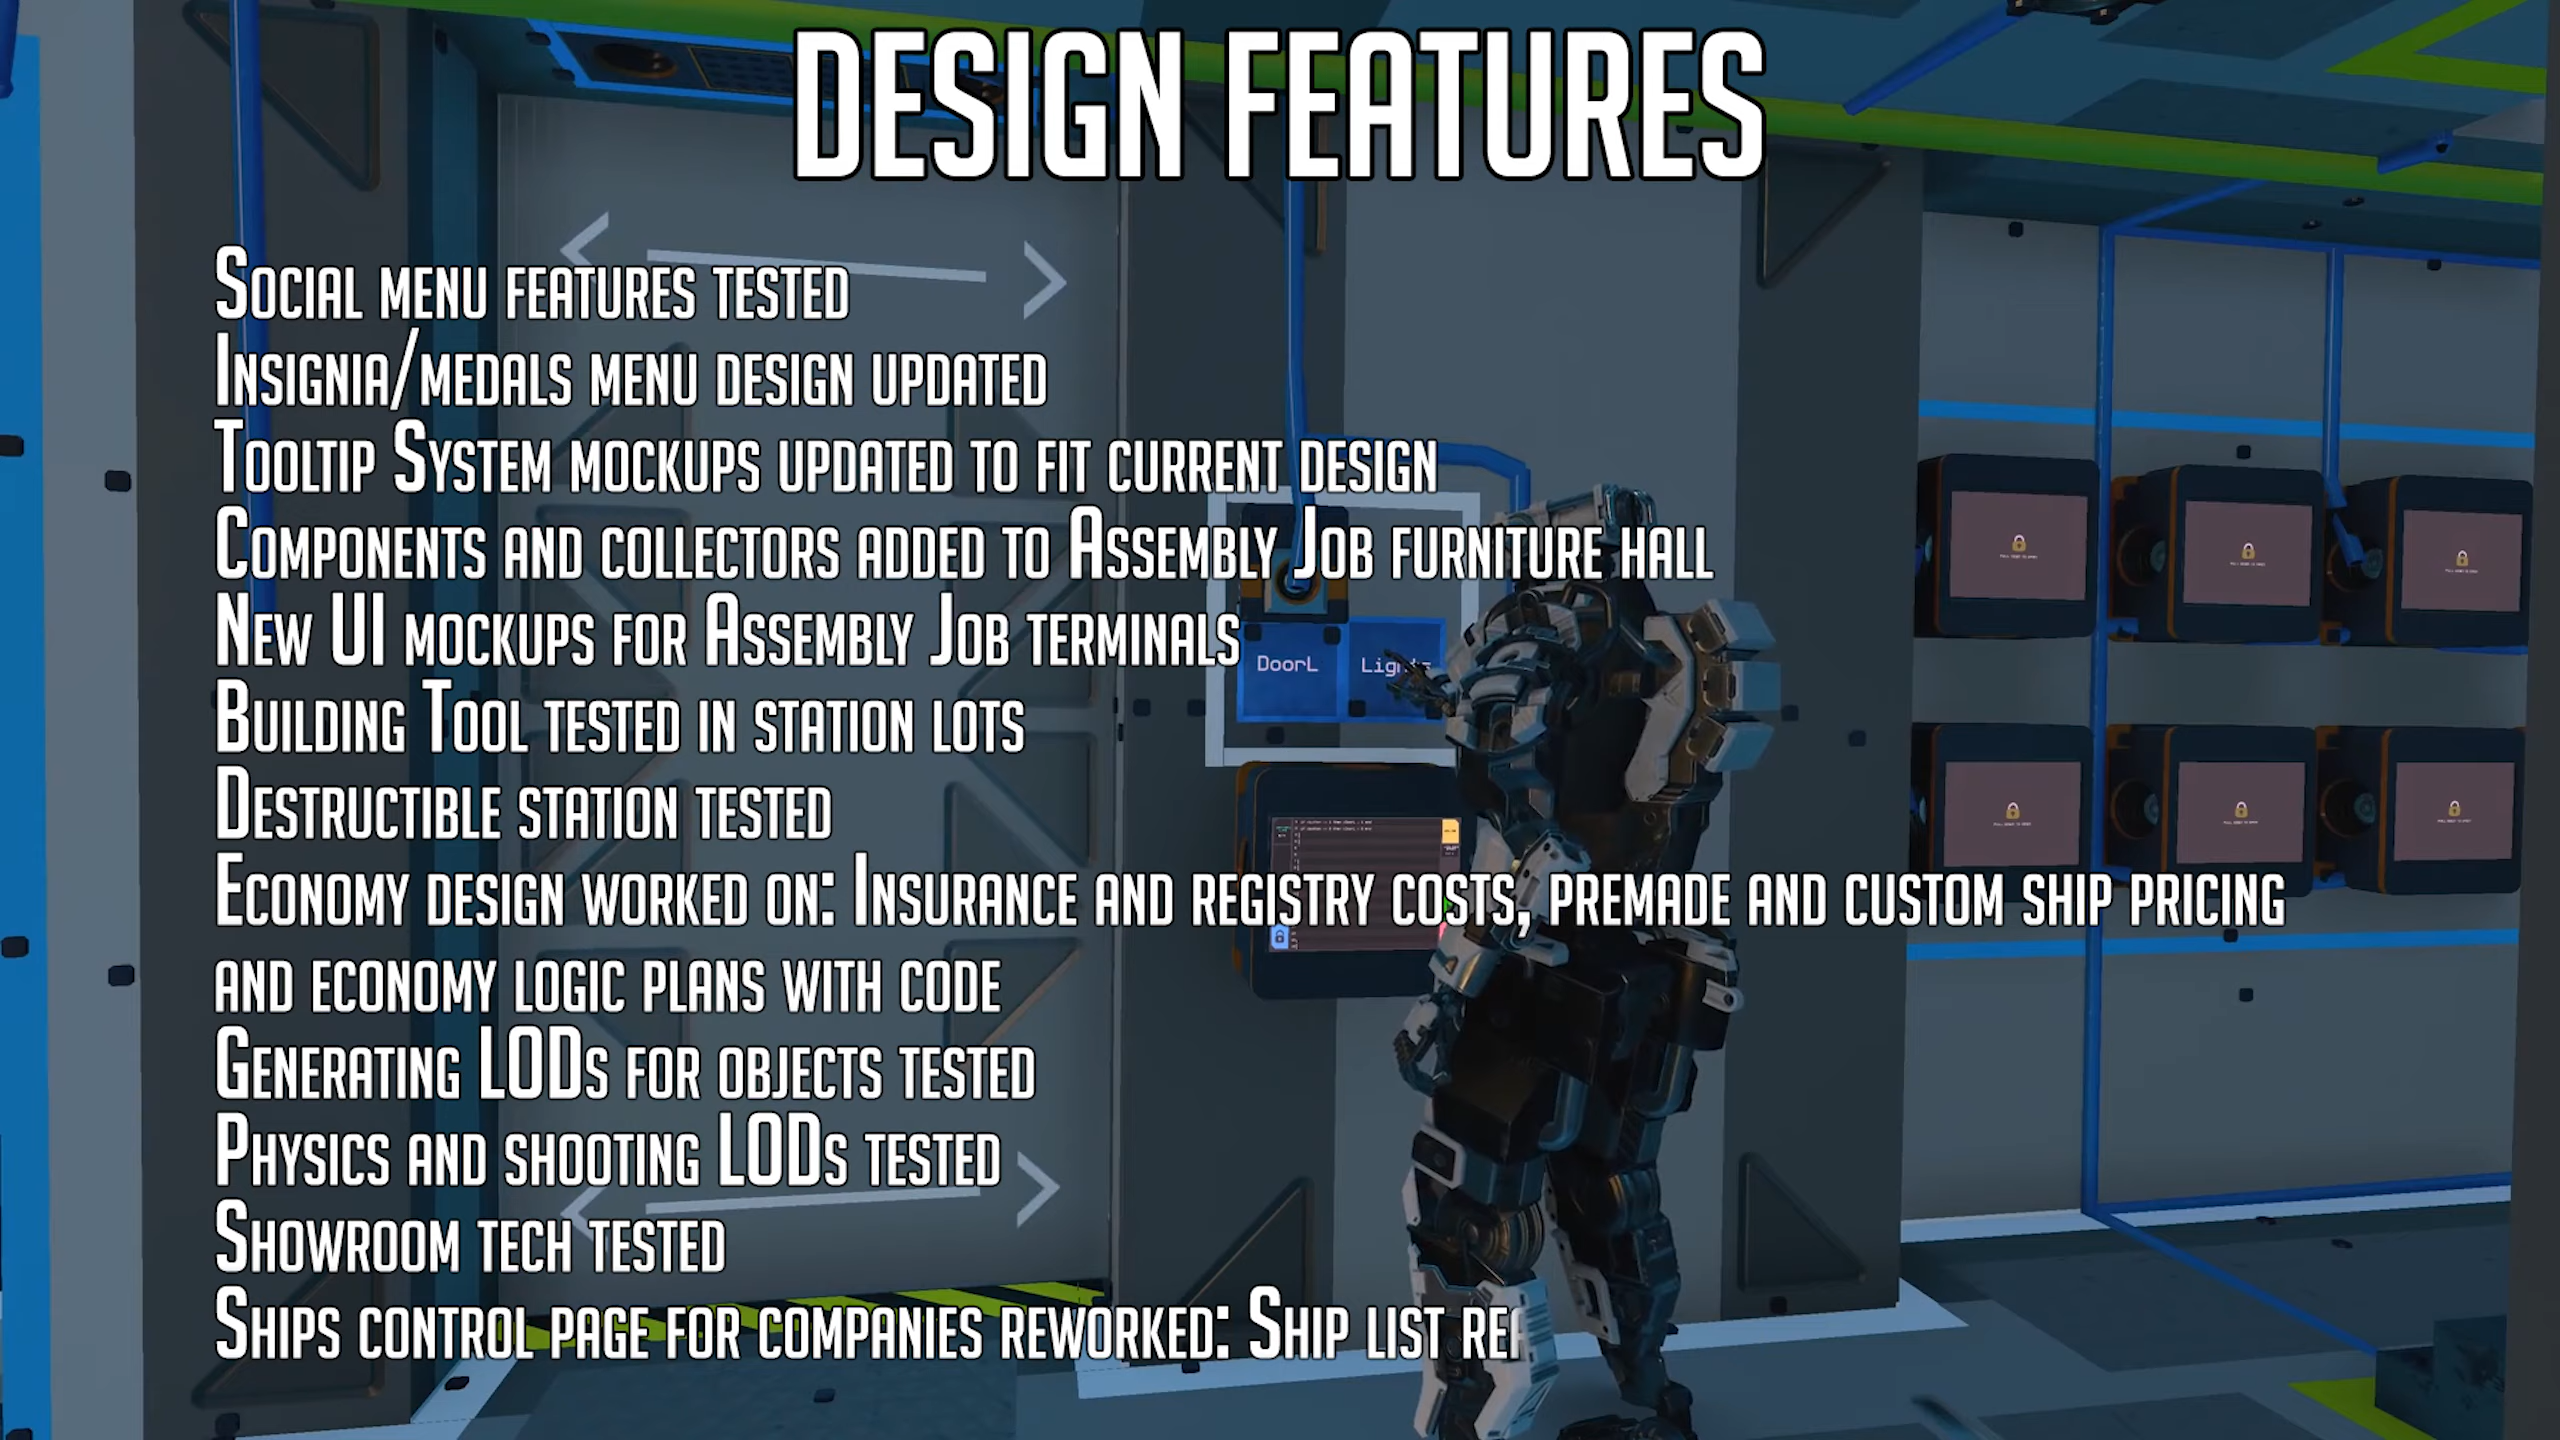 DESIGN FEATURES
Social menu features tested
Insignia/medals menu design updated
Tooltip System mockups updated to fit current design
Components and collectors added to Assembly Job furniture hall
New UI mockups for Assembly Job terminals
DoorL
Building Tool tested in station lots
Destructible station tested
Economy design worked on: Insurance and registry costs, premade and custom ship pricing
and economy logic plans with code
Generating LODs for objects tested
Physics and shooting LODs tested
Showroom tech tested
Ships control page for companies reworked: Ship list